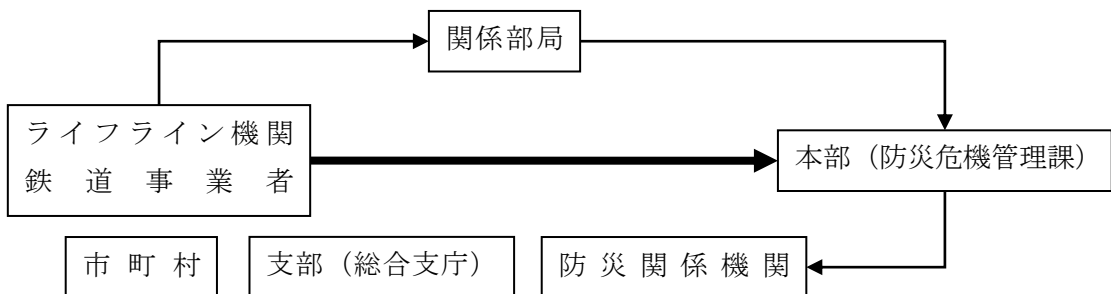 関係部局
ライフライン機関
鉄道事業者
本部（防災危機管理課）
市町村
支部（総合支庁）
防災関係機関